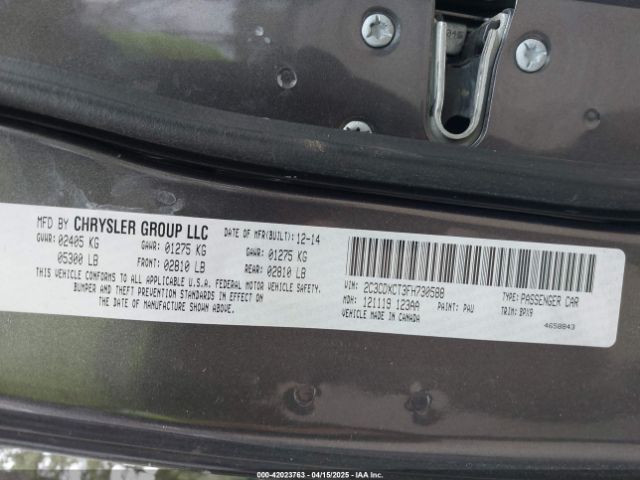 MFD BY CHRYSLER GROUP LLC DATE OF MFR(BUILT): 12-14
GVWR: 02405 KG GAWR: 01275 KG GAWR: 01275 KG
05300 LB FRONT: 02810 LB REAR: 02810 LB
THIS VEHICLE CONFORMS TO ALL APPLICABLE U.S.A. FEDERAL MOTOR VEHICLE SAFETY,
BUMPER AND THEFT PREVENTION STANDARDS IN EFFECT ON
THE DATE OF MANUFACTURE SHOWN ABOVE.
VIN: 2C3CDXCT3FH730588 TYPE: PASSENGER CAR
MDH: 121119 123AA PAINT: PAU TRIM: BPX9
VEHICLE MADE IN CANADA 4658843
000-42023763 - 04/15/2025 - IAA, Inc.